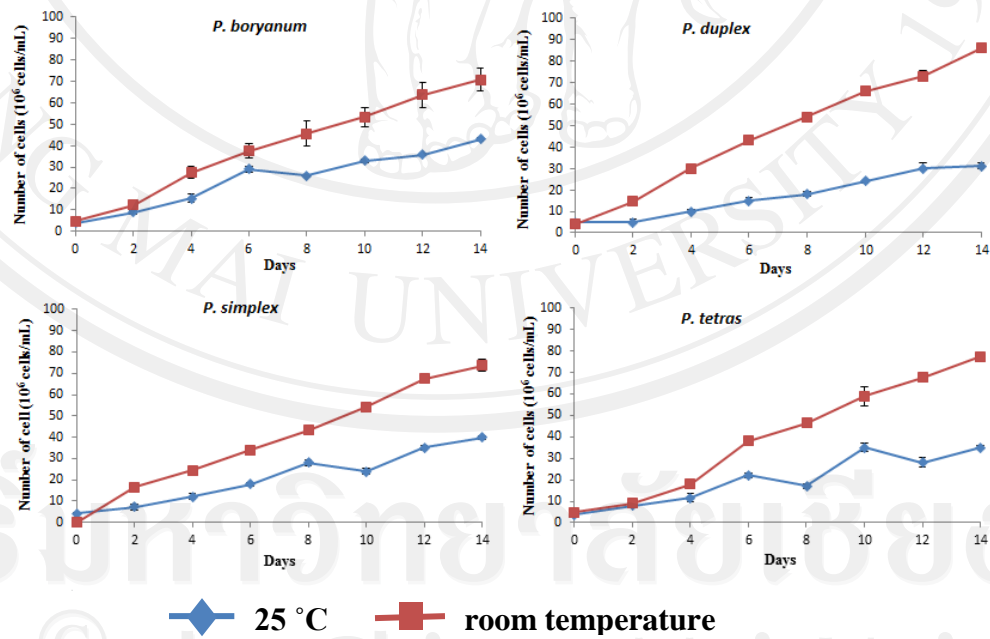 P. boryanum
Number of cells (10⁶ cells/mL)
100
90
80
70
60
50
40
30
20
10
0
0 2 4 6 8 10 12 14
Days
P. duplex
Number of cells (10⁶ cells/mL)
100
90
80
70
60
50
40
30
20
10
0
0 2 4 6 8 10 12 14
Days
P. simplex
Number of cell (10⁶ cells/mL)
100
90
80
70
60
50
40
30
20
10
0
0 2 4 6 8 10 12 14
Days
P. tetras
Number of cells (10⁶ cells/mL)
100
90
80
70
60
50
40
30
20
10
0
0 2 4 6 8 10 12 14
Days
25 ˚C room temperature
MAI UNIVERSITY